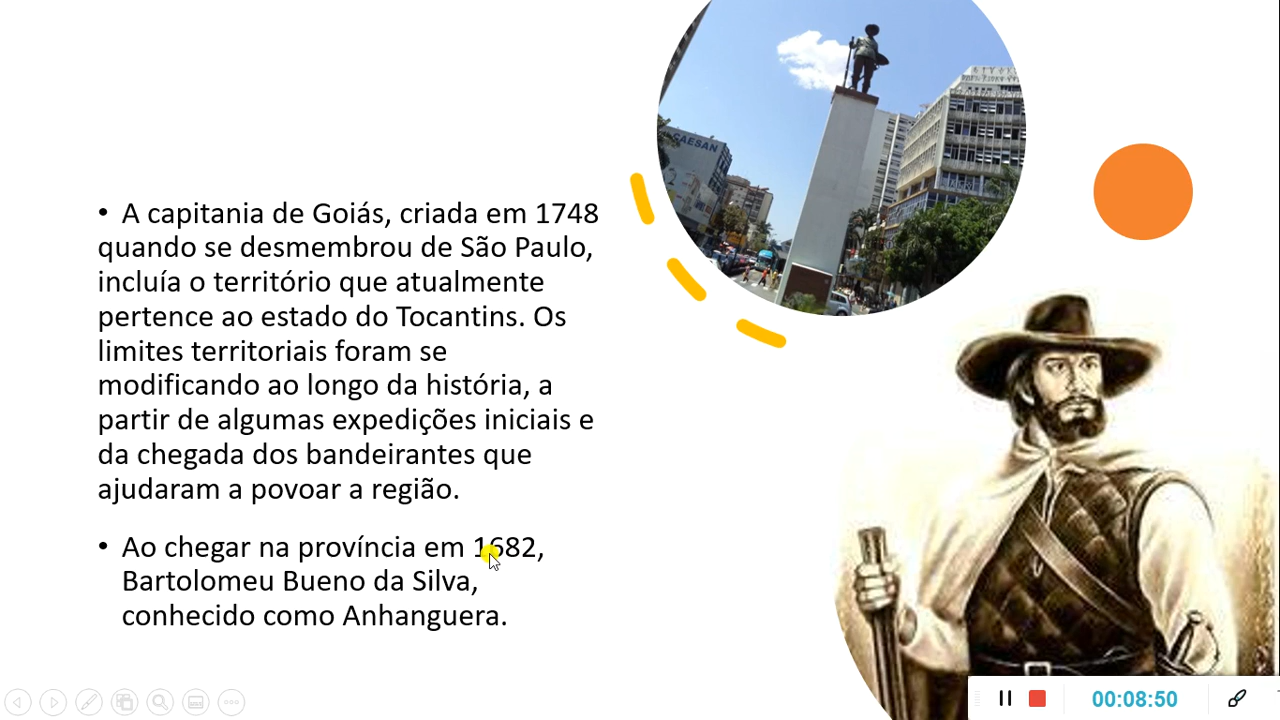 CAESAN
• A capitania de Goiás, criada em 1748
quando se desmembrou de São Paulo,
incluía o território que atualmente
pertence ao estado do Tocantins. Os
limites territoriais foram se
modificando ao longo da história, a
partir de algumas expedições iniciais e
da chegada dos bandeirantes que
ajudaram a povoar a região.
• Ao chegar na província em 1682,
Bartolomeu Bueno da Silva,
conhecido como Anhanguera.
00:08:50